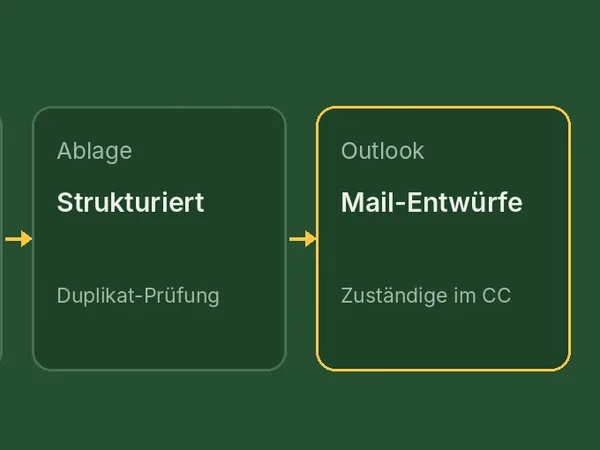 Ablage
Strukturiert
Duplikat-Prüfung
Outlook
Mail-Entwürfe
Zuständige im CC